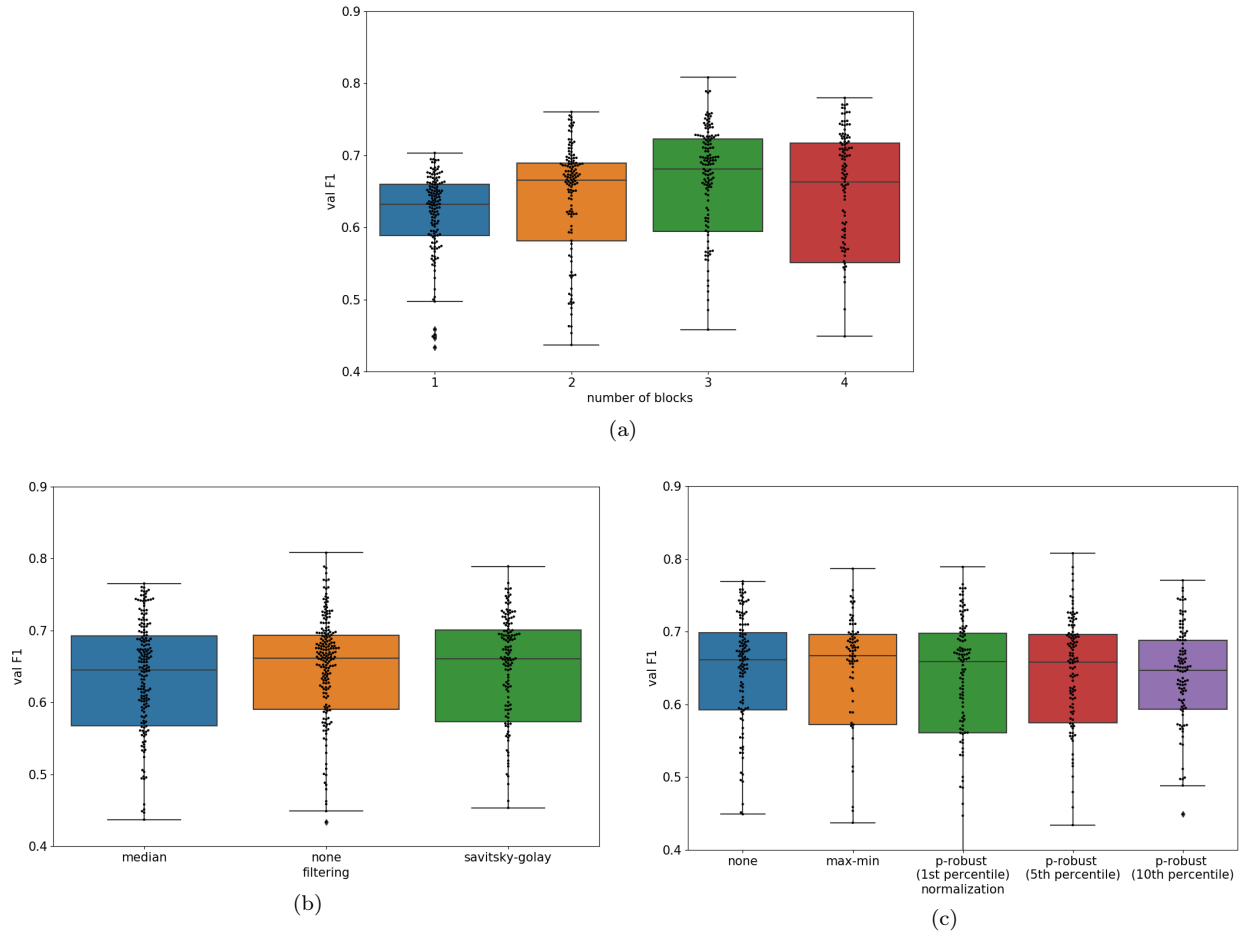 0.9
0.8
0.7
0.6
0.5
0.4
val F1
1 2 3 4
number of blocks
(a)
0.9
0.8
0.7
0.6
0.5
0.4
val F1
median none savitsky-golay
filtering
(b)
0.9
0.8
0.7
0.6
0.5
0.4
val F1
none max-min p-robust p-robust p-robust
(1st percentile) (5th percentile) (10th percentile)
normalization
(c)